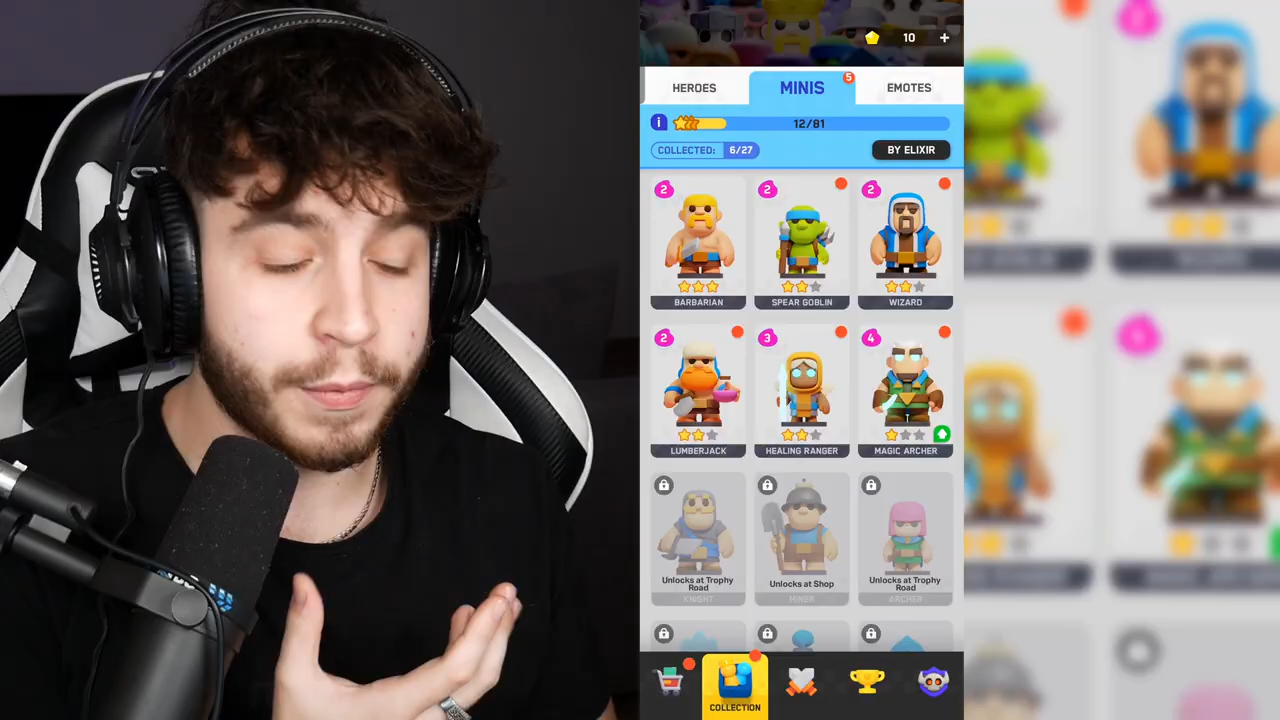 10 +
HEROES MINIS 5 EMOTES
i 12/81
COLLECTED: 6/27 BY ELIXIR
2 2 2
BARBARIAN SPEAR GOBLIN WIZARD
2 3 4
LUMBERJACK HEALING RANGER MAGIC ARCHER
Unlocks at Trophy Road Unlocks at Shop Unlocks at Trophy Road
KNIGHT MINER ARCHER
COLLECTION